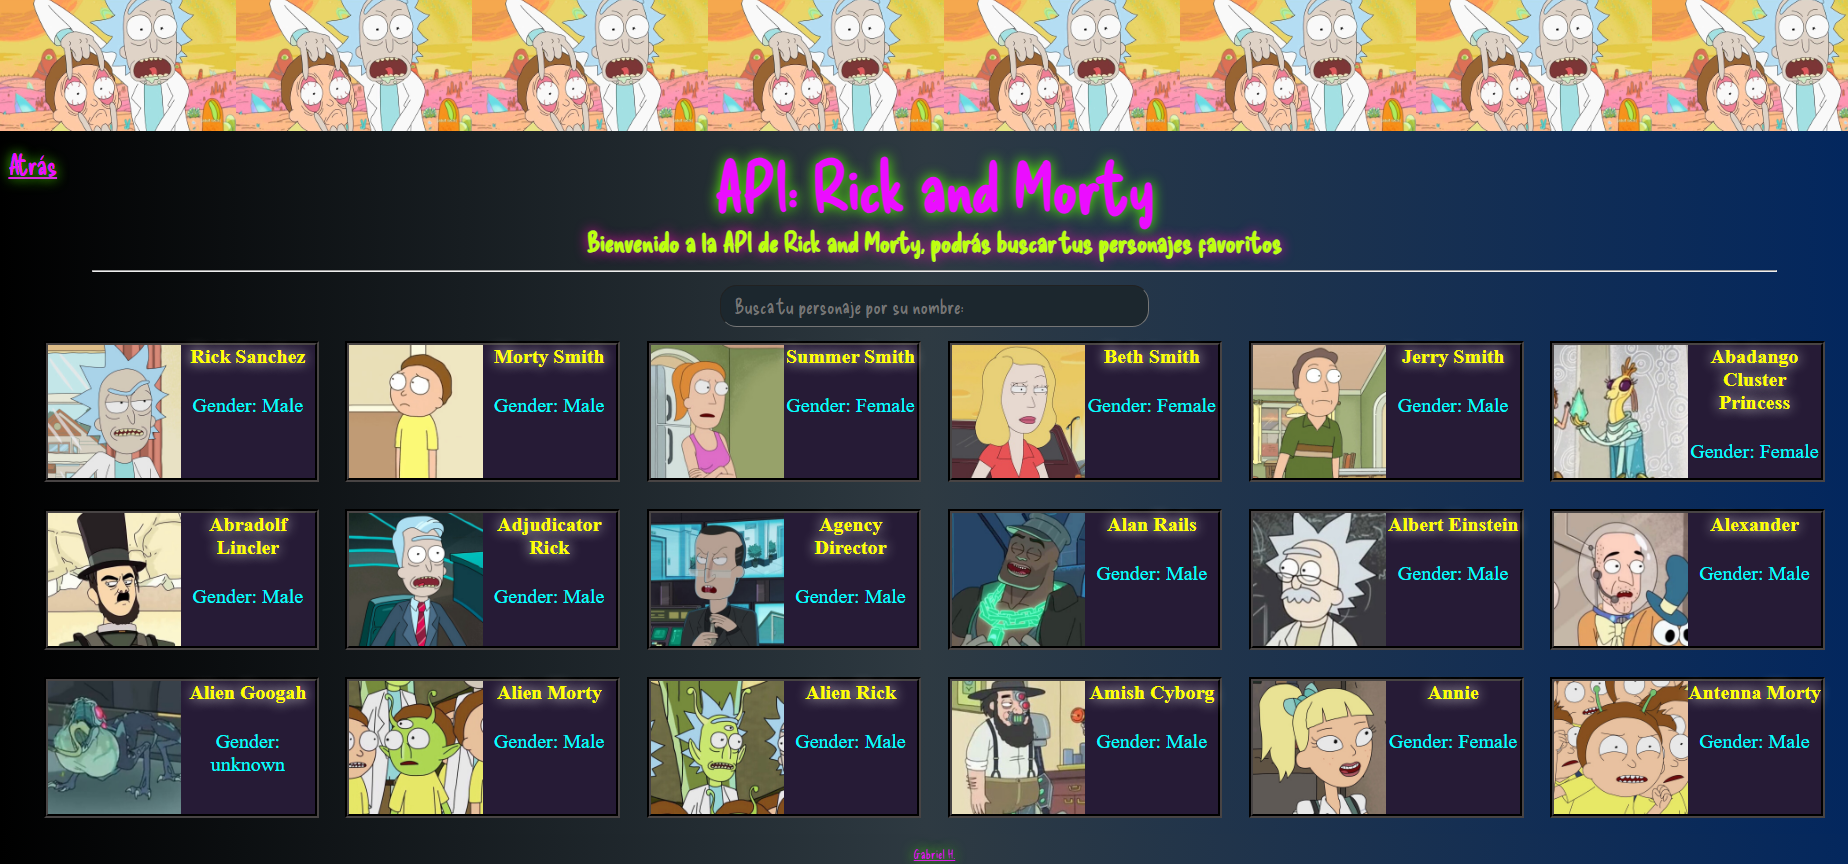 Atrás
API: Rick and Morty
Bienvenido a la API de Rick and Morty, podrás buscar tus personajes favoritos
Busca tu personaje por su nombre:
Rick Sanchez
Gender: Male
Morty Smith
Gender: Male
Summer Smith
Gender: Female
Beth Smith
Gender: Female
Jerry Smith
Gender: Male
Abadango
Cluster
Princess
Gender: Female
Abradolf
Lincler
Gender: Male
Adjudicator
Rick
Gender: Male
Agency
Director
Gender: Male
Alan Rails
Gender: Male
Albert Einstein
Gender: Male
Alexander
Gender: Male
Alien Googah
Gender:
unknown
Alien Morty
Gender: Male
Alien Rick
Gender: Male
Amish Cyborg
Gender: Male
Annie
Gender: Female
Antenna Morty
Gender: Male
Gabriel M.